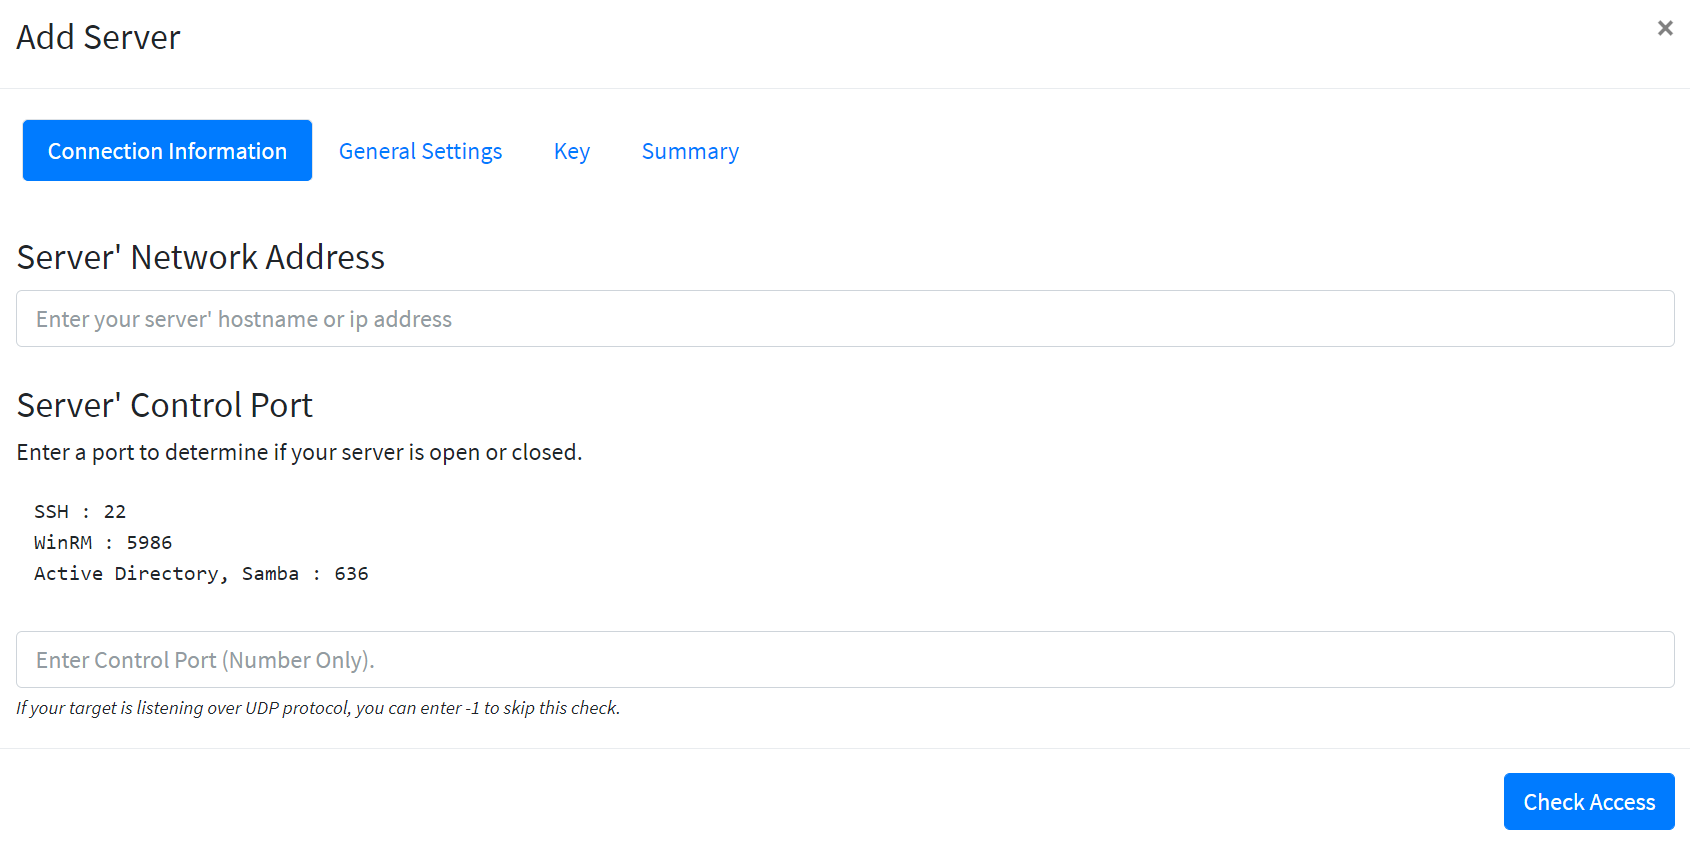 Add Server
×
Connection Information General Settings Key Summary
Server' Network Address
Enter your server' hostname or ip address
Server' Control Port
Enter a port to determine if your server is open or closed.
SSH : 22
WinRM : 5986
Active Directory, Samba : 636
Enter Control Port (Number Only).
If your target is listening over UDP protocol, you can enter -1 to skip this check.
Check Access